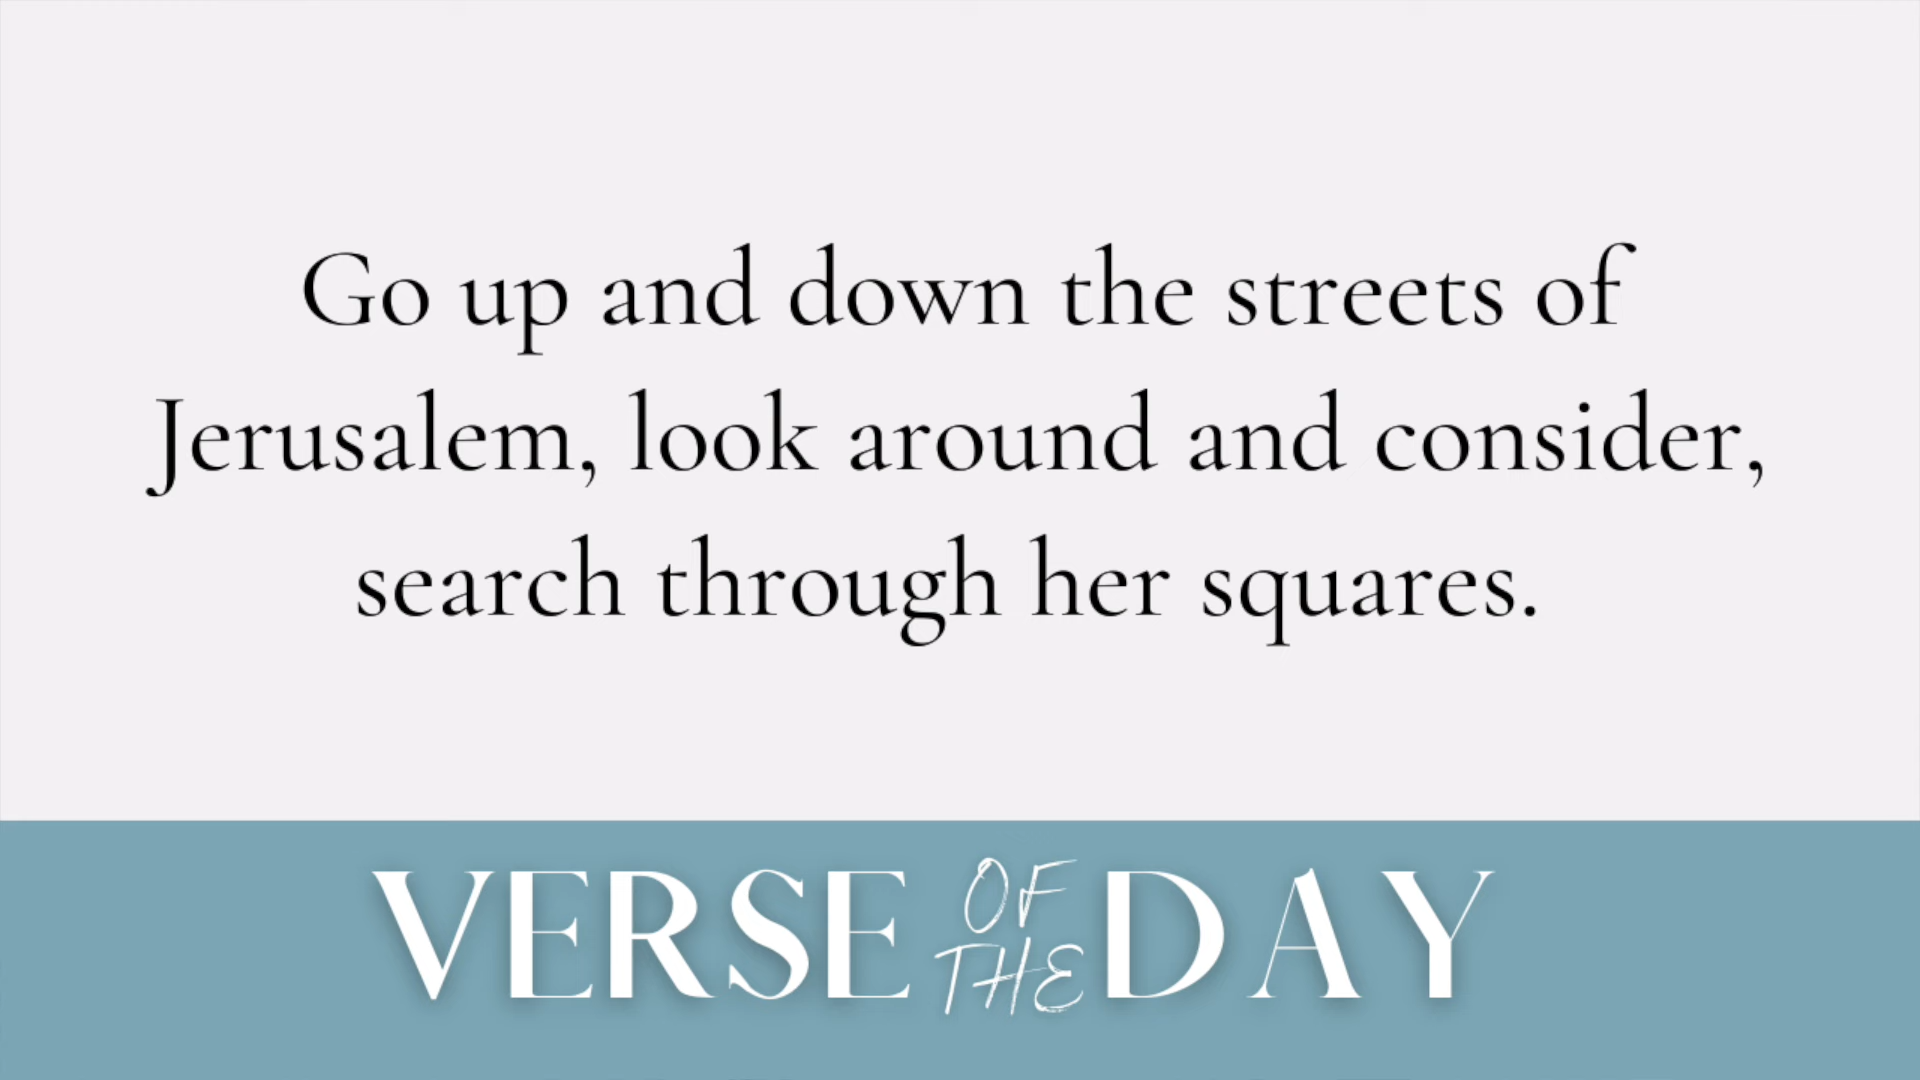 Go up and down the streets of
Jerusalem, look around and consider,
search through her squares.
VERSE OF THE DAY